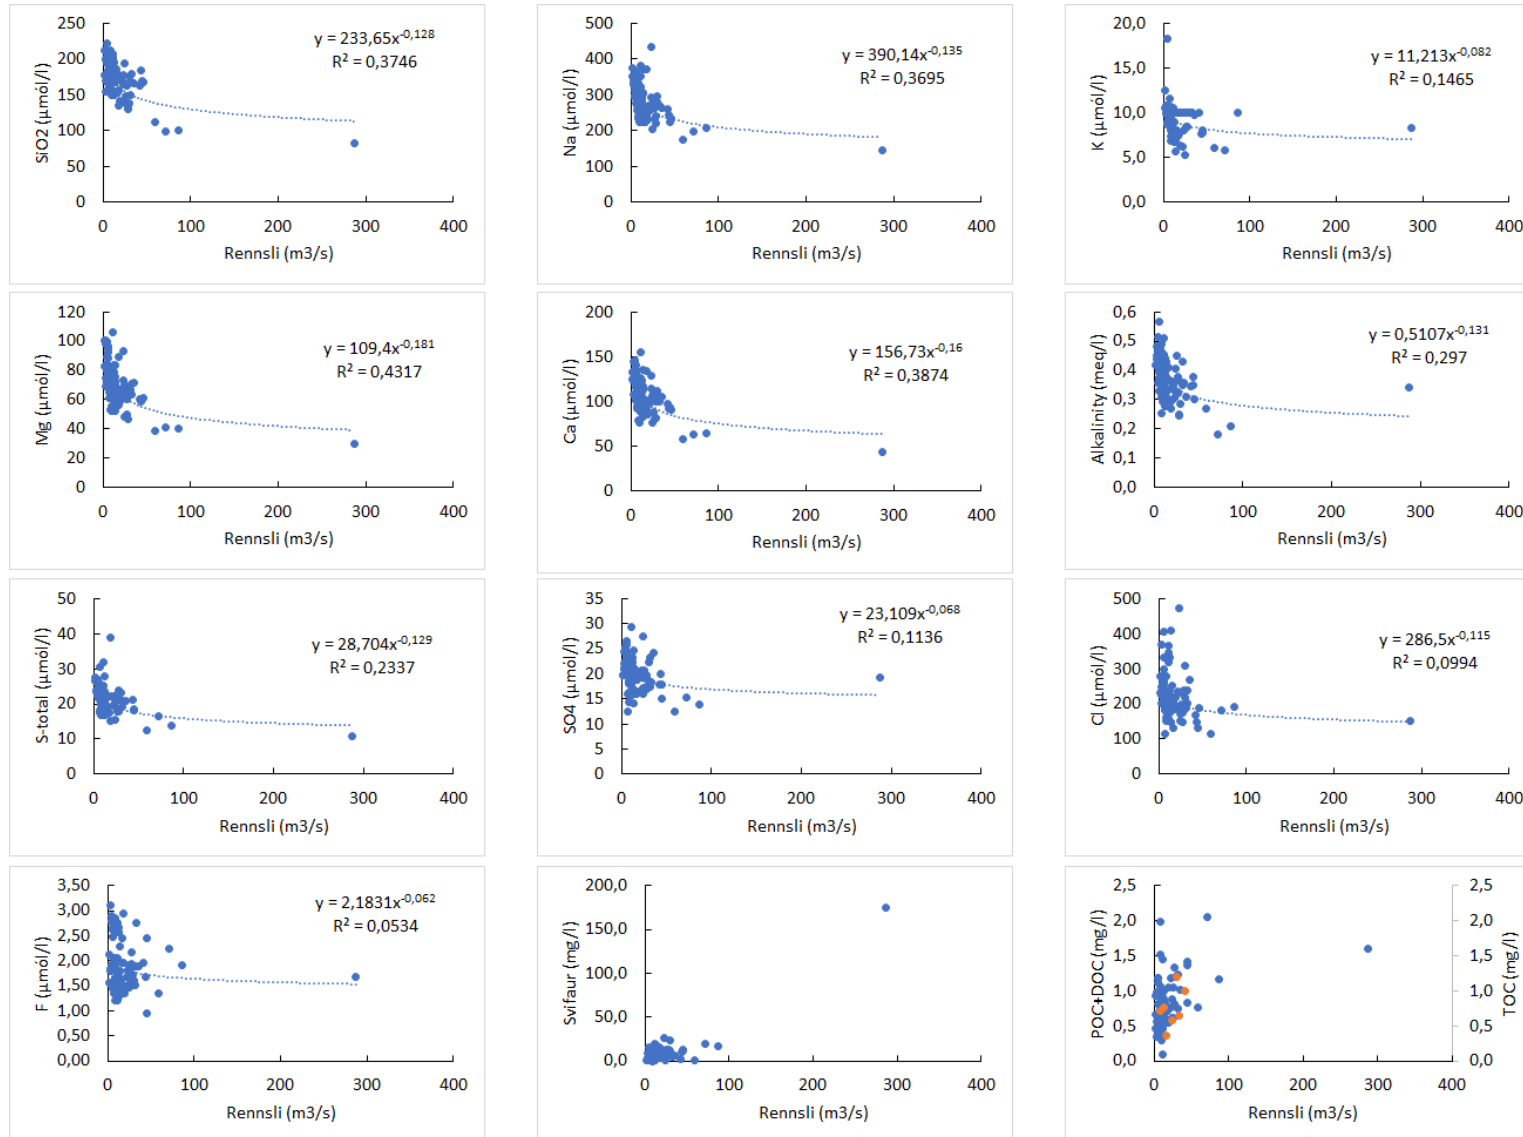 250
200
150
100
50
0
SiO2 (µmól/l)
y = 233,65x^-0,128
R² = 0,3746
0 100 200 300 400
Rennsli (m3/s)
500
400
300
200
100
0
Na (µmól/l)
y = 390,14x^-0,135
R² = 0,3695
0 100 200 300 400
Rennsli (m3/s)
20,0
15,0
10,0
5,0
0,0
K (µmól/l)
y = 11,213x^-0,082
R² = 0,1465
0 100 200 300 400
Rennsli (m3/s)
120
100
80
60
40
20
0
Mg (µmól/l)
y = 109,4x^-0,181
R² = 0,4317
0 100 200 300 400
Rennsli (m3/s)
200
150
100
50
0
Ca (µmól/l)
y = 156,73x^-0,16
R² = 0,3874
0 100 200 300 400
Rennsli (m3/s)
0,6
0,5
0,4
0,3
0,2
0,1
0,0
Alkalinity (meq/l)
y = 0,5107x^-0,131
R² = 0,297
0 100 200 300 400
Rennsli (m3/s)
50
40
30
20
10
0
S-total (µmól/l)
y = 28,704x^-0,129
R² = 0,2337
0 100 200 300 400
Rennsli (m3/s)
35
30
25
20
15
10
5
0
SO4 (µmól/l)
y = 23,109x^-0,068
R² = 0,1136
0 100 200 300 400
Rennsli (m3/s)
500
400
300
200
100
0
Cl (µmól/l)
y = 286,5x^-0,115
R² = 0,0994
0 100 200 300 400
Rennsli (m3/s)
3,50
3,00
2,50
2,00
1,50
1,00
0,50
0,00
F (µmól/l)
y = 2,1831x^-0,062
R² = 0,0534
0 100 200 300 400
Rennsli (m3/s)
200,0
150,0
100,0
50,0
0,0
Svifaur (mg/l)
0 100 200 300 400
Rennsli (m3/s)
2,5
2,0
1,5
1,0
0,5
0,0
POC+DOC (mg/l)
2,5
2,0
1,5
1,0
0,5
0,0
TOC (mg/l)
0 100 200 300 400
Rennsli (m3/s)